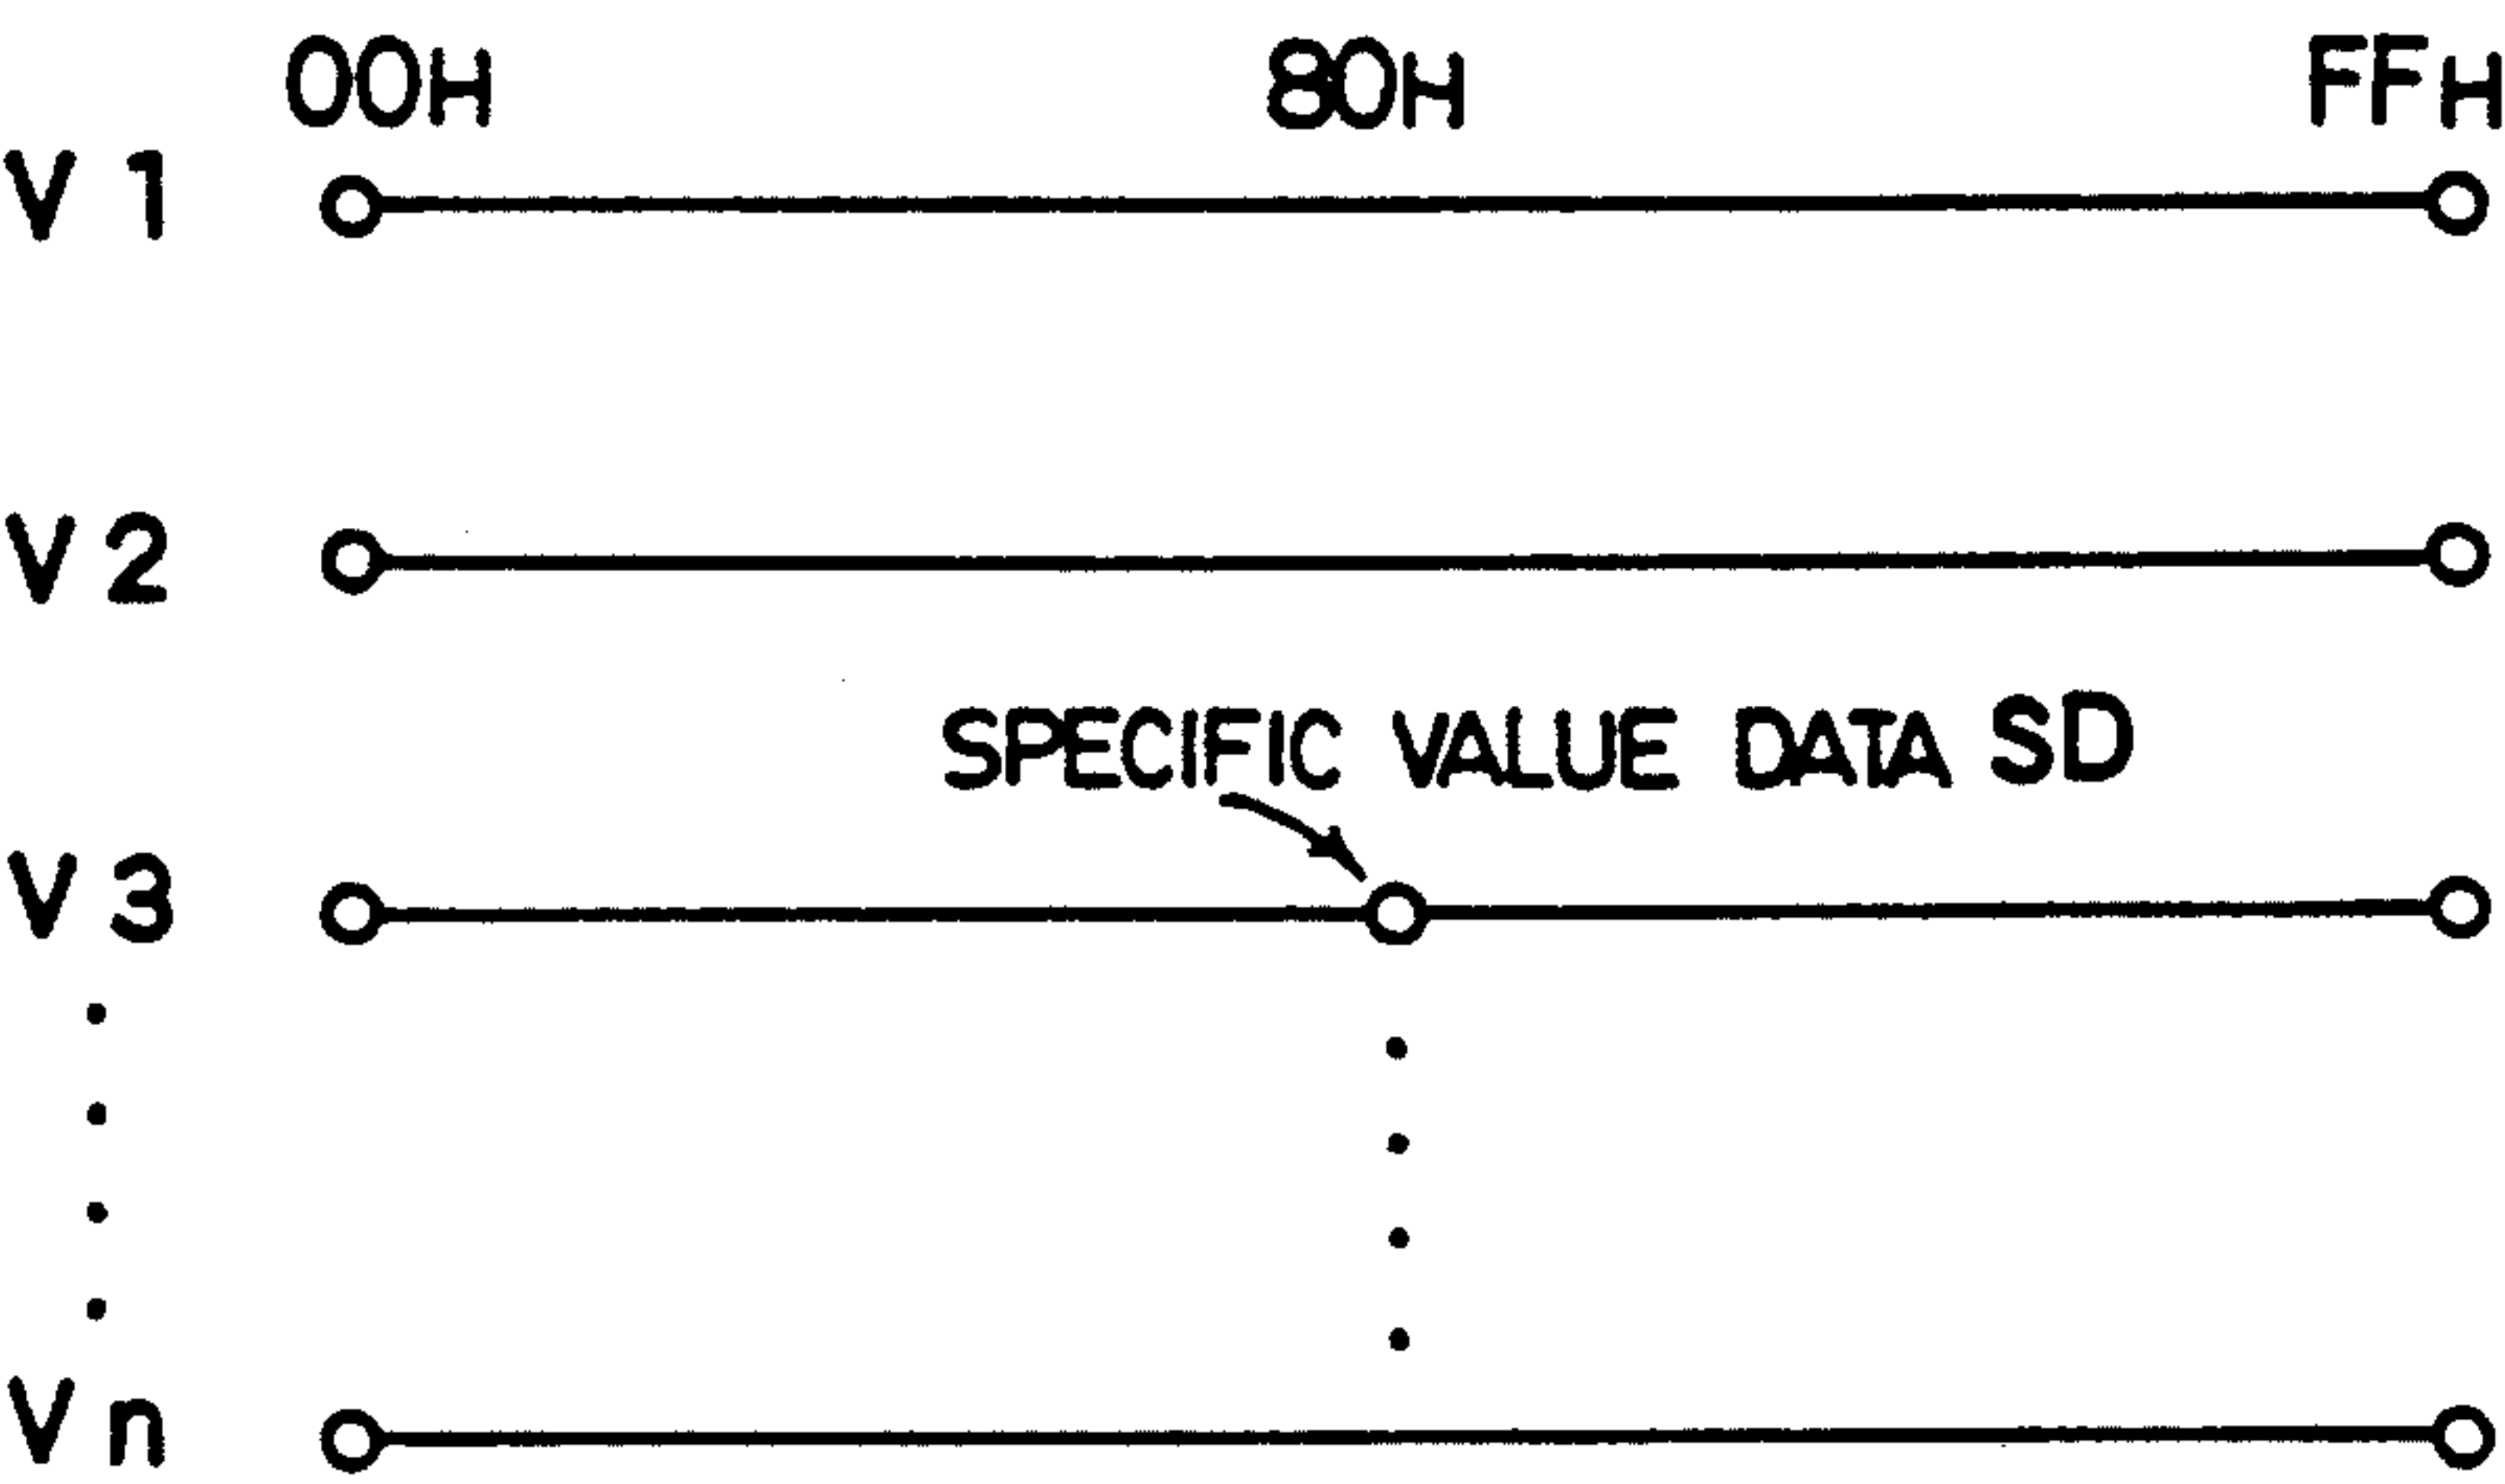 00H 80H FFH
V1
V2
SPECIFIC VALUE DATA SD
V3
Vn